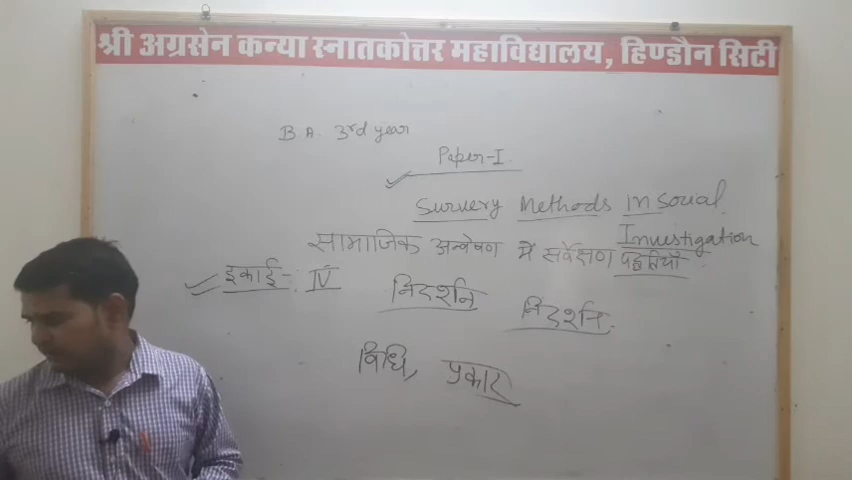 श्री अग्रसेन कन्या स्नातकोत्तर महाविद्यालय, हिण्डौन सिटी
B.A. 3rd year
Paper-I
Survery Methods In Social
Investigation
सामाजिक अन्वेषण में सर्वेक्षण पद्धतियाँ
इकाई-: IV निदर्शन निदर्शन
विधि, प्रकार